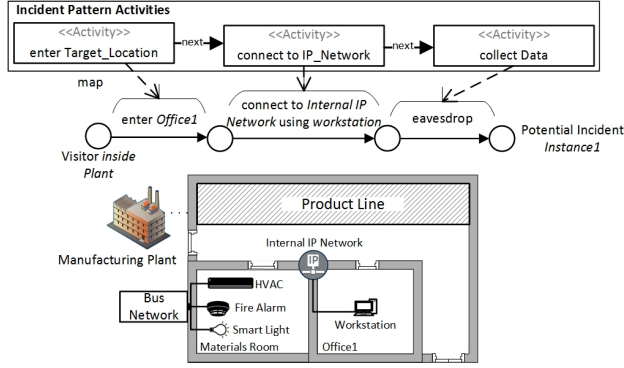 Incident Pattern Activities
<<Activity>>
enter Target_Location
next
<<Activity>>
connect to IP_Network
next
<<Activity>>
collect Data
map
enter Office1
connect to Internal IP
Network using workstation
eavesdrop
Visitor inside
Plant
Potential Incident
Instance1
Product Line
Manufacturing Plant
Internal IP Network
IP
HVAC
Bus
Network
Fire Alarm
Smart Light
Materials Room
Workstation
Office1